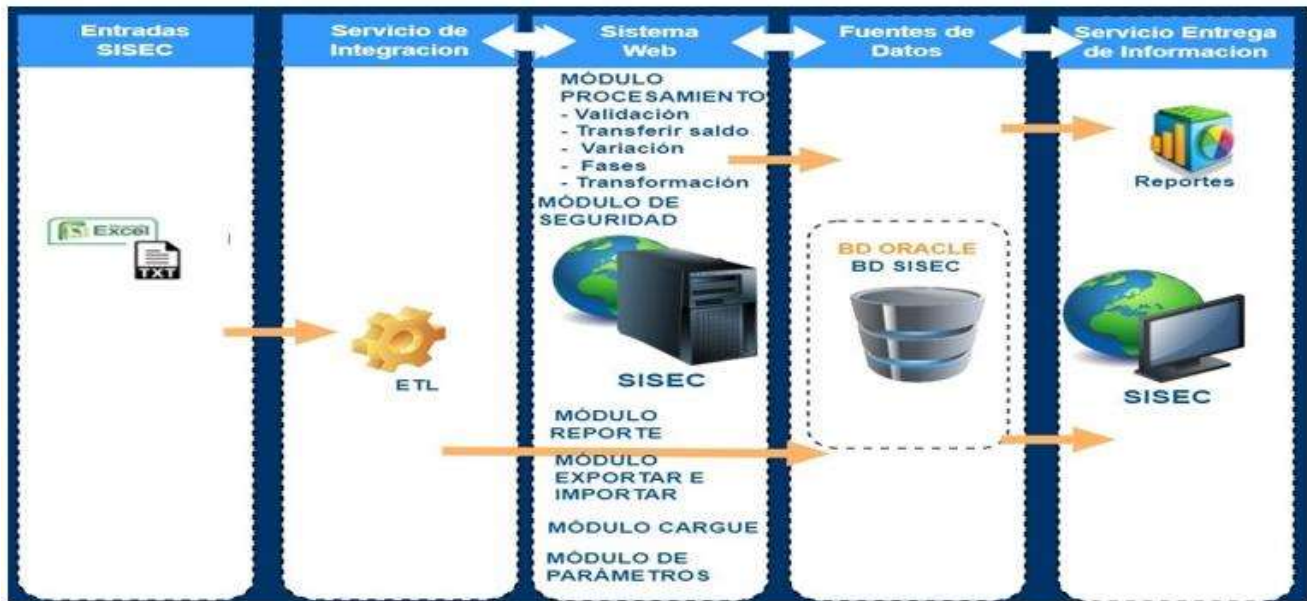 Entradas
SISEC
Servicio de
Integracion
Sistema
Web
Fuentes de
Datos
Servicio Entrega
de Informacion
Excel
TXT
ETL
MÓDULO
PROCESAMIENTO
- Validación
- Transferir saldo
- Variación
- Fases
- Transformación
MÓDULO DE
SEGURIDAD
SISEC
MÓDULO
REPORTE
MÓDULO
EXPORTAR E
IMPORTAR
MÓDULO CARGUE
MÓDULO DE
PARÁMETROS
BD ORACLE
BD SISEC
Reportes
SISEC